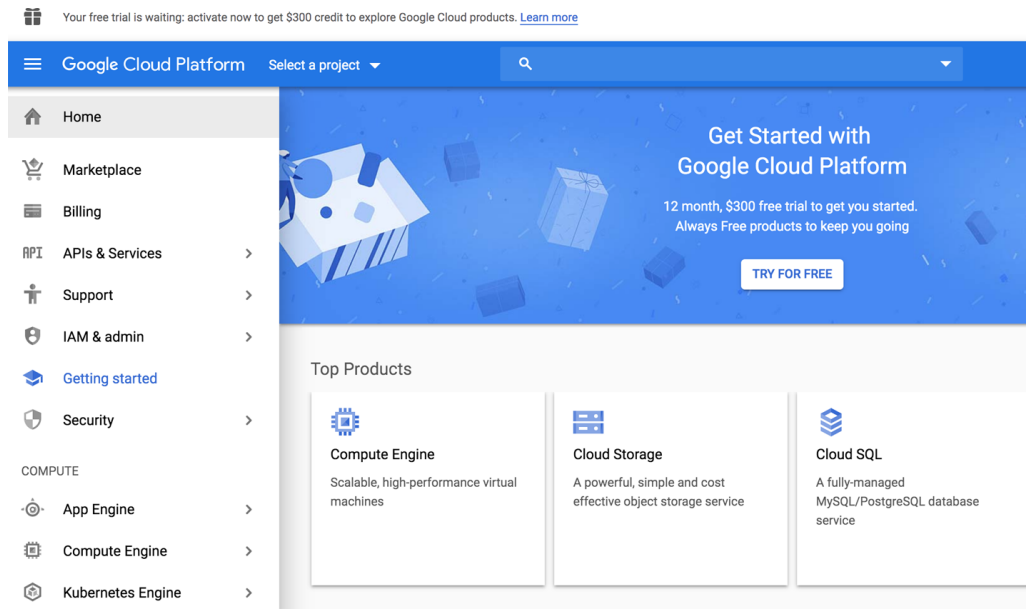 Your free trial is waiting: activate now to get $300 credit to explore Google Cloud products. Learn more
Google Cloud Platform
Select a project
Home
Marketplace
Billing
API
APIs & Services
Support
IAM & admin
Getting started
Security
COMPUTE
App Engine
Compute Engine
Kubernetes Engine
Get Started with
Google Cloud Platform
12 month, $300 free trial to get you started.
Always Free products to keep you going
TRY FOR FREE
Top Products
Compute Engine
Scalable, high-performance virtual
machines
Cloud Storage
A powerful, simple and cost
effective object storage service
Cloud SQL
A fully-managed
MySQL/PostgreSQL database
service